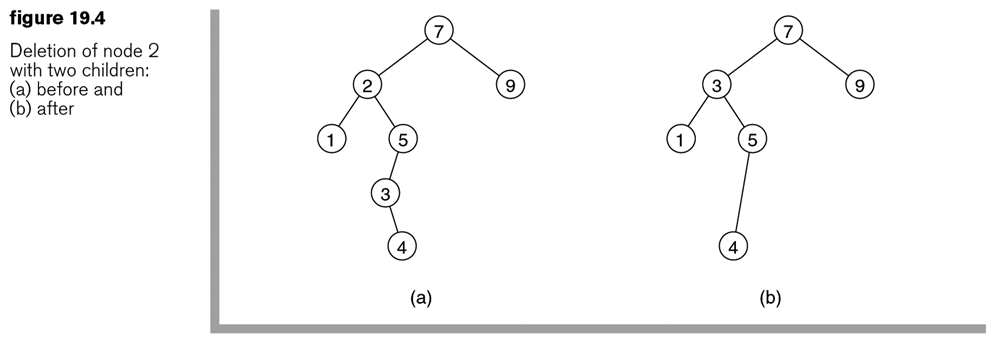 figure 19.4
Deletion of node 2
with two children:
(a) before and
(b) after
7
2
9
1
5
3
4
(a)
7
3
9
1
5
4
(b)